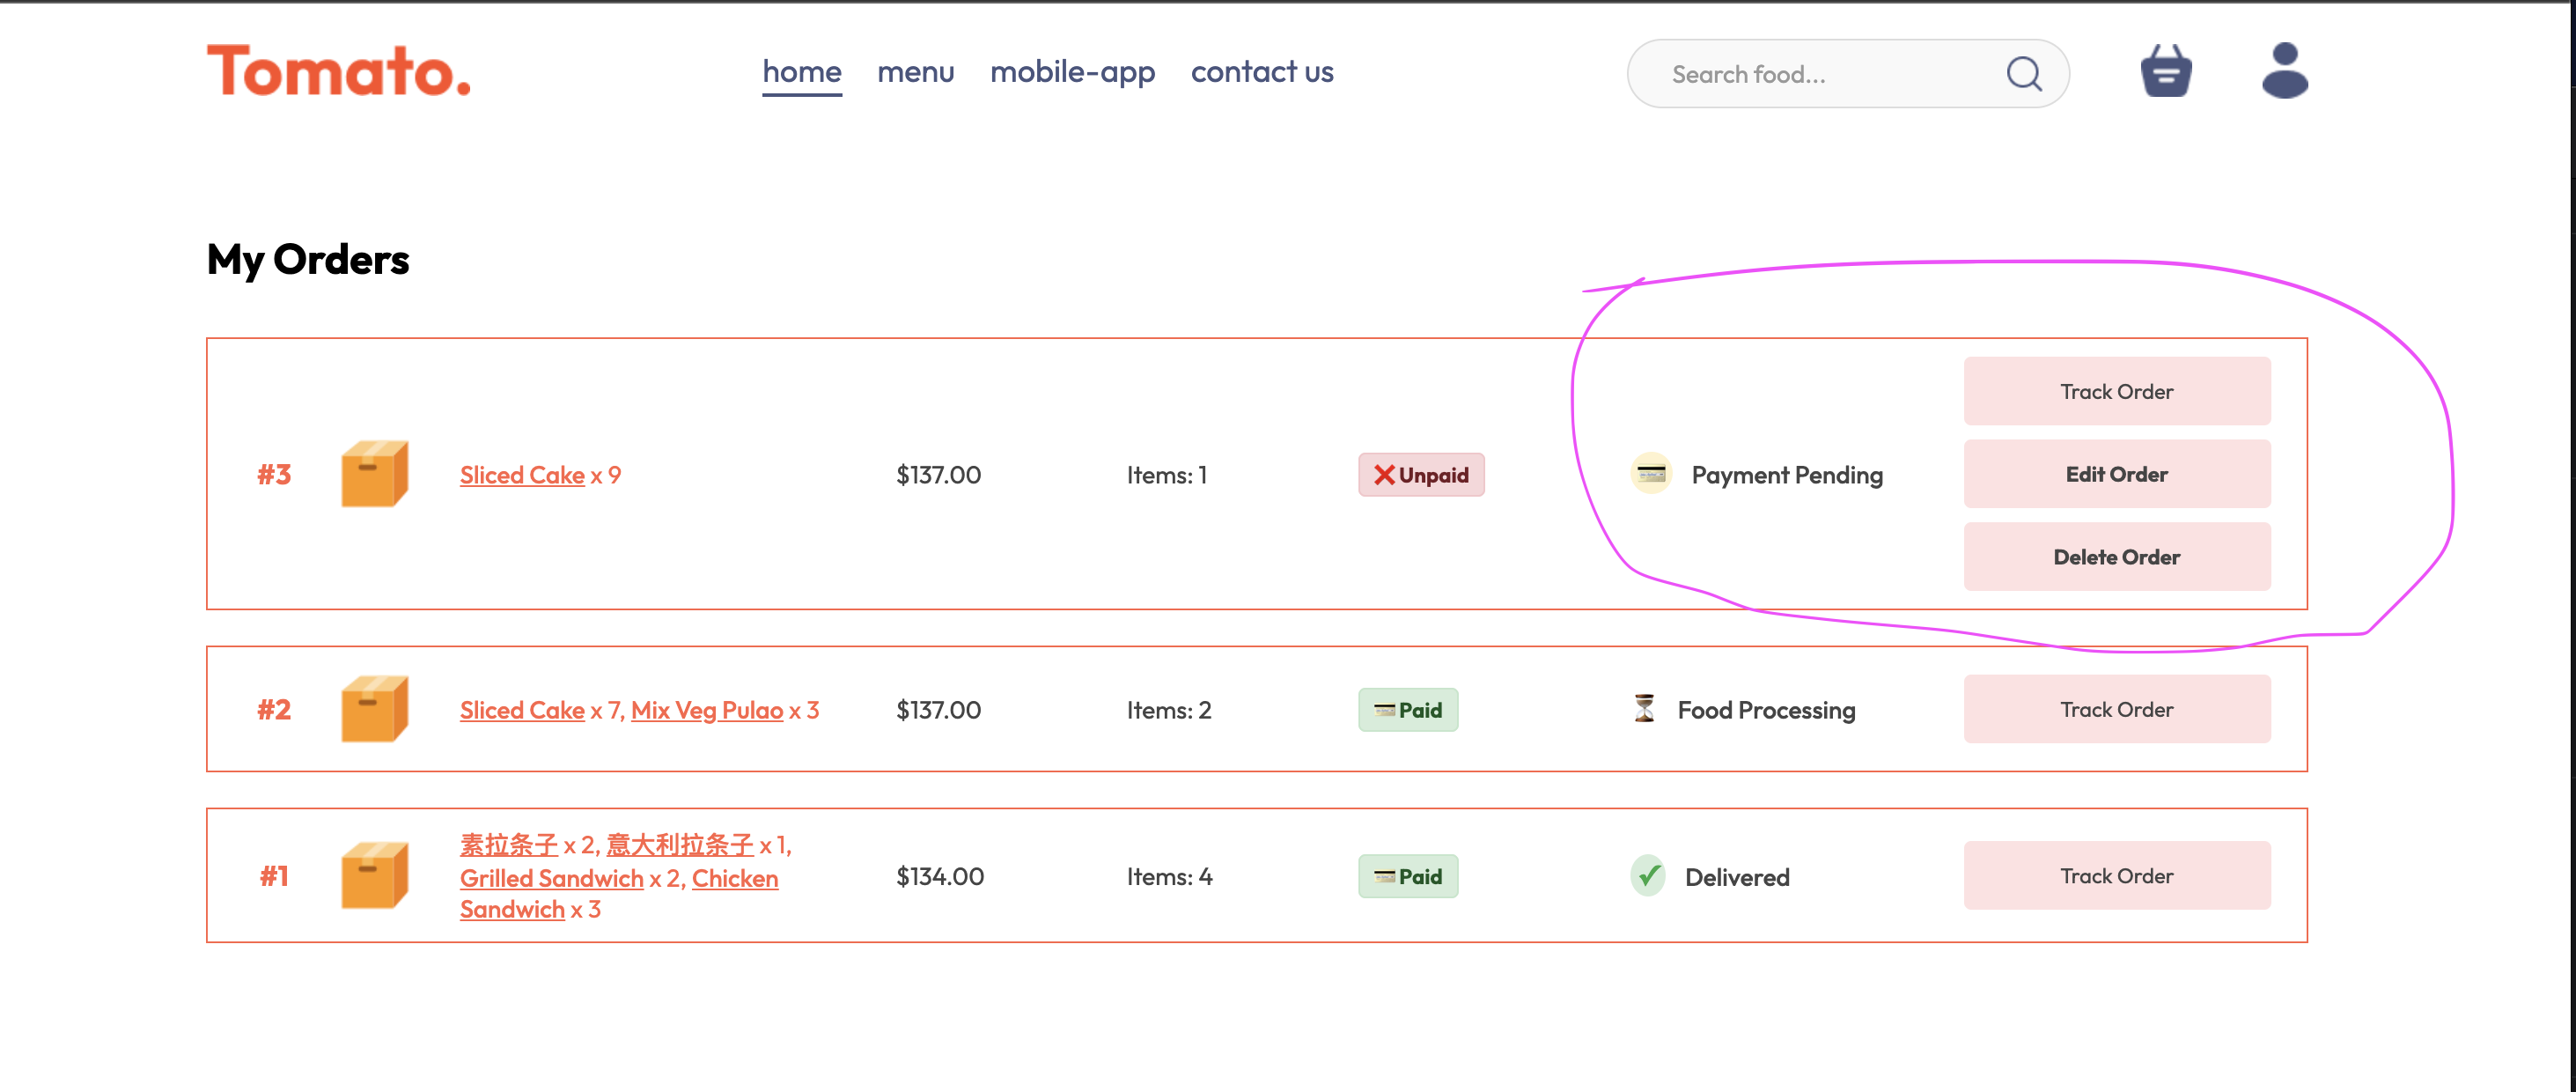 Tomato.
home menu mobile-app contact us
Search food...
My Orders
#3 Sliced Cake x 9 $137.00 Items: 1 ❌ Unpaid 💳 Payment Pending
Track Order
Edit Order
Delete Order
#2 Sliced Cake x 7, Mix Veg Pulao x 3 $137.00 Items: 2 💳 Paid ⏳ Food Processing Track Order
#1 素拉条子 x 2, 意大利拉条子 x 1,
Grilled Sandwich x 2, Chicken
Sandwich x 3
$134.00 Items: 4 💳 Paid ✓ Delivered Track Order